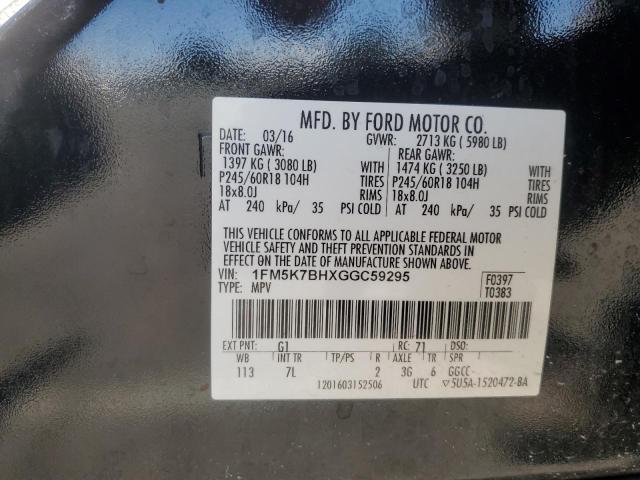 MFD. BY FORD MOTOR CO.
DATE: 03/16 GVWR: 2713 KG ( 5980 LB)
FRONT GAWR: REAR GAWR:
1397 KG ( 3080 LB) 1474 KG ( 3250 LB)
P245/60R18 104H TIRES P245/60R18 104H TIRES
18x8.0J RIMS 18x8.0J RIMS
AT 240 kPa/ 35 PSI COLD AT 240 kPa/ 35 PSI COLD
THIS VEHICLE CONFORMS TO ALL APPLICABLE FEDERAL MOTOR
VEHICLE SAFETY AND THEFT PREVENTION STANDARDS IN
EFFECT ON THE DATE OF MANUFACTURE SHOWN ABOVE.
VIN: 1FM5K7BHXGGC59295 F0397
TYPE: MPV T0383
EXT PNT: G1 RC: 71 DSO:
WB INT TR TP/PS R AXLE TR SPR
113 7L 2 3G 6 GGCC
1201603152506 UTC ▽5U5A-1520472-BA